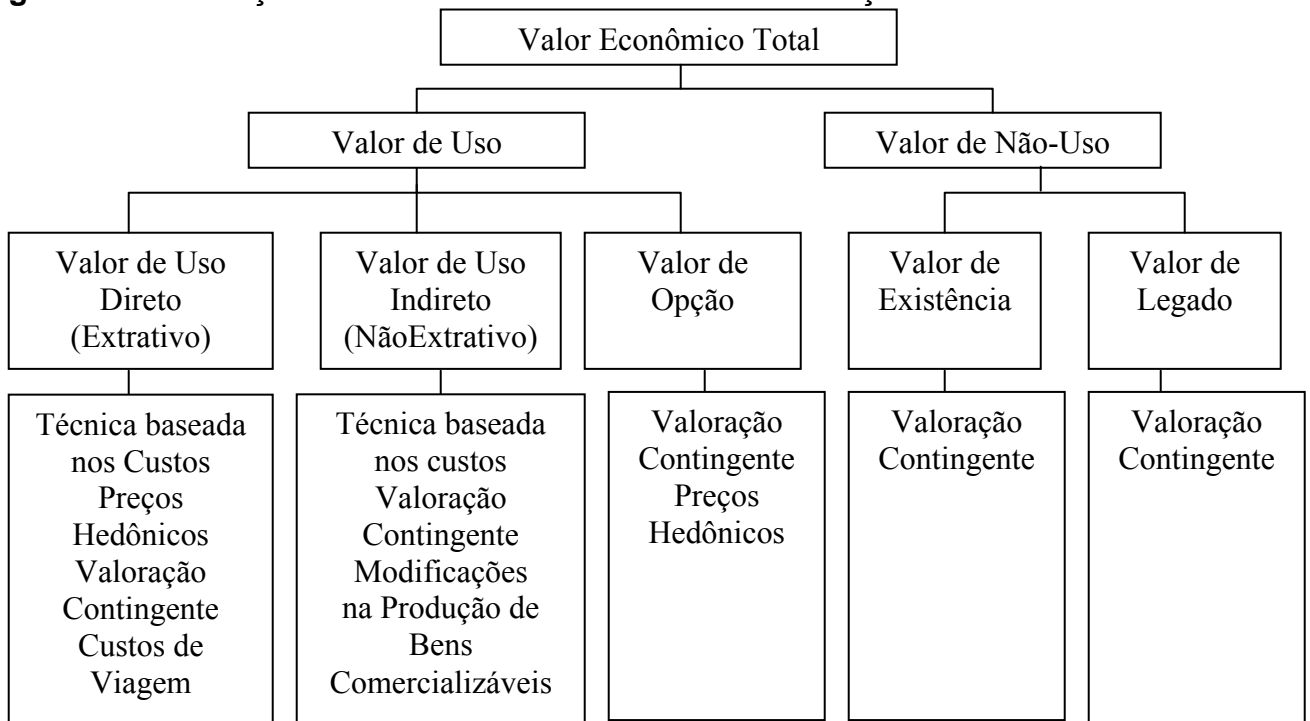 Valor Econômico Total
Valor de Uso
Valor de Não-Uso
Valor de Uso
Direto
(Extrativo)
Valor de Uso
Indireto
(NãoExtrativo)
Valor de
Opção
Valor de
Existência
Valor de
Legado
Técnica baseada
nos Custos
Preços
Hedônicos
Valoração
Contingente
Custos de
Viagem
Técnica baseada
nos custos
Valoração
Contingente
Modificações
na Produção de
Bens
Comercializáveis
Valoração
Contingente
Preços
Hedônicos
Valoração
Contingente
Valoração
Contingente